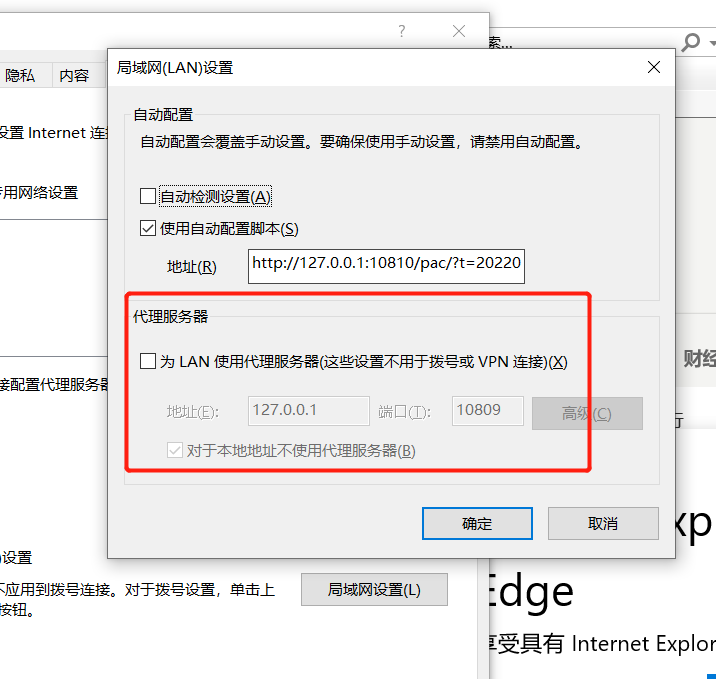 ?
索...
局域网(LAN)设置
隐私 内容
自动配置
自动配置会覆盖手动设置。要确保使用手动设置，请禁用自动配置。
设置 Internet 连接
专用网络设置
自动检测设置(A)
使用自动配置脚本(S)
地址(R) http://127.0.0.1:10810/pac/?t=20220
代理服务器
为 LAN 使用代理服务器(这些设置不用于拨号或 VPN 连接)(X)
财经
接配置代理服务器
地址(E): 127.0.0.1 端口(T): 10809 高级(C)
行
对于本地地址不使用代理服务器(B)
确定 取消
xp
)设置
不应用到拨号连接。对于拨号设置，单击上
按钮。
局域网设置(L)
Edge
享受具有 Internet Explor